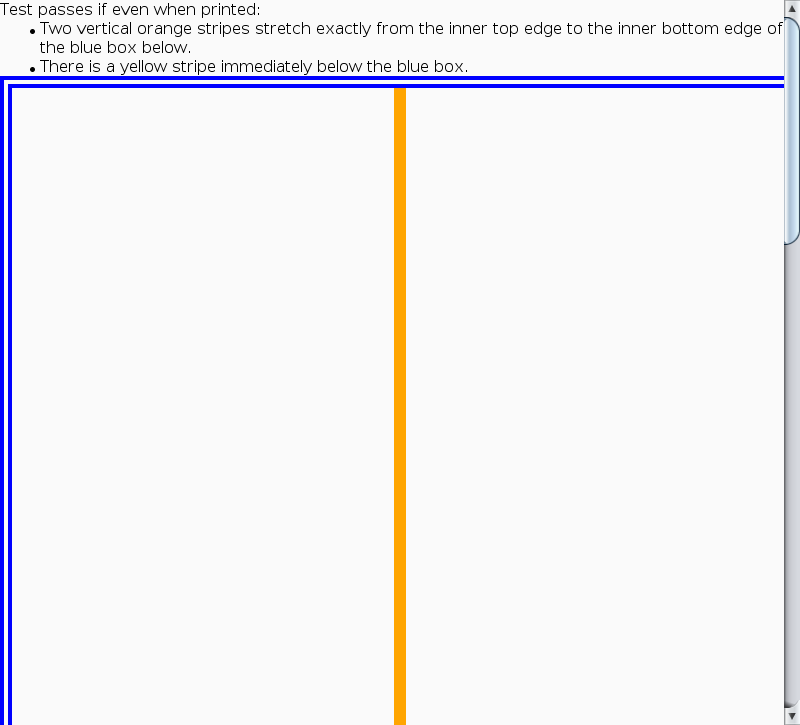 Test passes if even when printed:
Two vertical orange stripes stretch exactly from the inner top edge to the inner bottom edge of
the blue box below.
There is a yellow stripe immediately below the blue box.